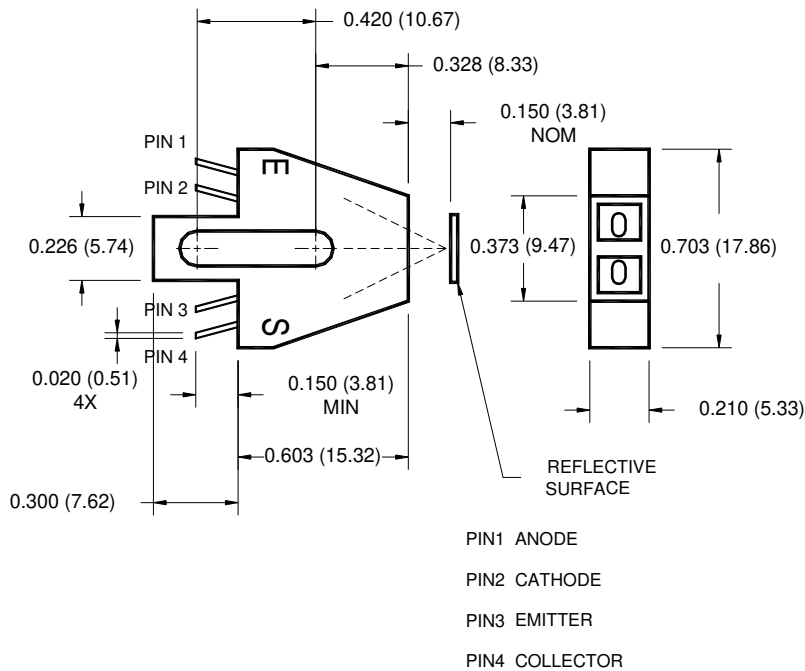 0.420 (10.67)
0.328 (8.33)
0.150 (3.81)
NOM
PIN 1
E
PIN 2
0.226 (5.74)
0.373 (9.47)
0.703 (17.86)
0
0
PIN 3
S
PIN 4
0.020 (0.51)
4X
0.150 (3.81)
MIN
0.210 (5.33)
0.603 (15.32)
0.300 (7.62)
REFLECTIVE
SURFACE
PIN1 ANODE
PIN2 CATHODE
PIN3 EMITTER
PIN4 COLLECTOR